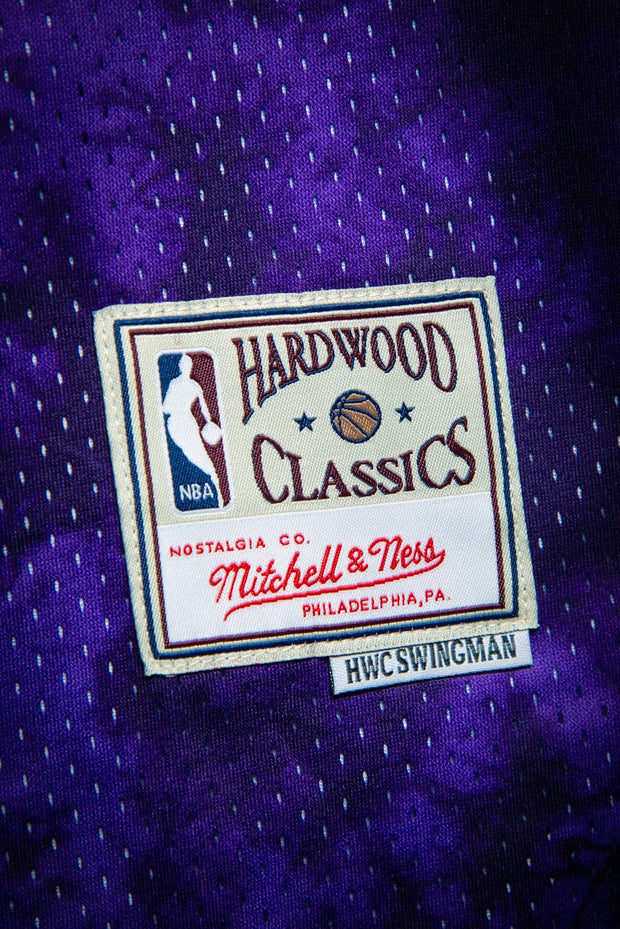 HARDWOOD
CLASSICS
NBA
NOSTALGIA CO.
Mitchell & Ness
PHILADELPHIA, PA.
HWC SWINGMAN